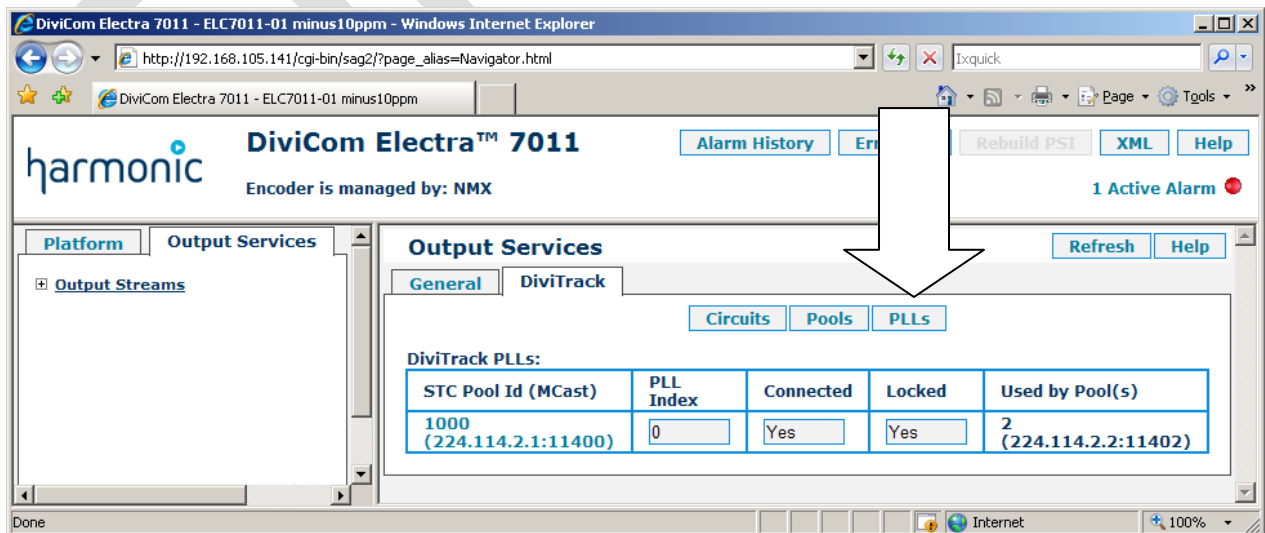 DiviCom Electra 7011 - ELC7011-01 minus10ppm - Windows Internet Explorer
http://192.168.105.141/cgi-bin/sag2/?page_alias=Navigator.html
Ixquick
DiviCom Electra 7011 - ELC7011-01 minus10ppm
Page
Tools
»
harmonic
DiviCom Electra™ 7011
Alarm History
Rebuild PSI
XML
Help
Encoder is managed by: NMX
1 Active Alarm
Platform
Output Services
Output Streams
Output Services
Refresh
Help
General
DiviTrack
Circuits
Pools
PLLs
DiviTrack PLLs:
STC Pool Id (MCast)
PLL
Index
Connected
Locked
Used by Pool(s)
1000
(224.114.2.1:11400)
0
Yes
Yes
2
(224.114.2.2:11402)
Done
Internet
100%